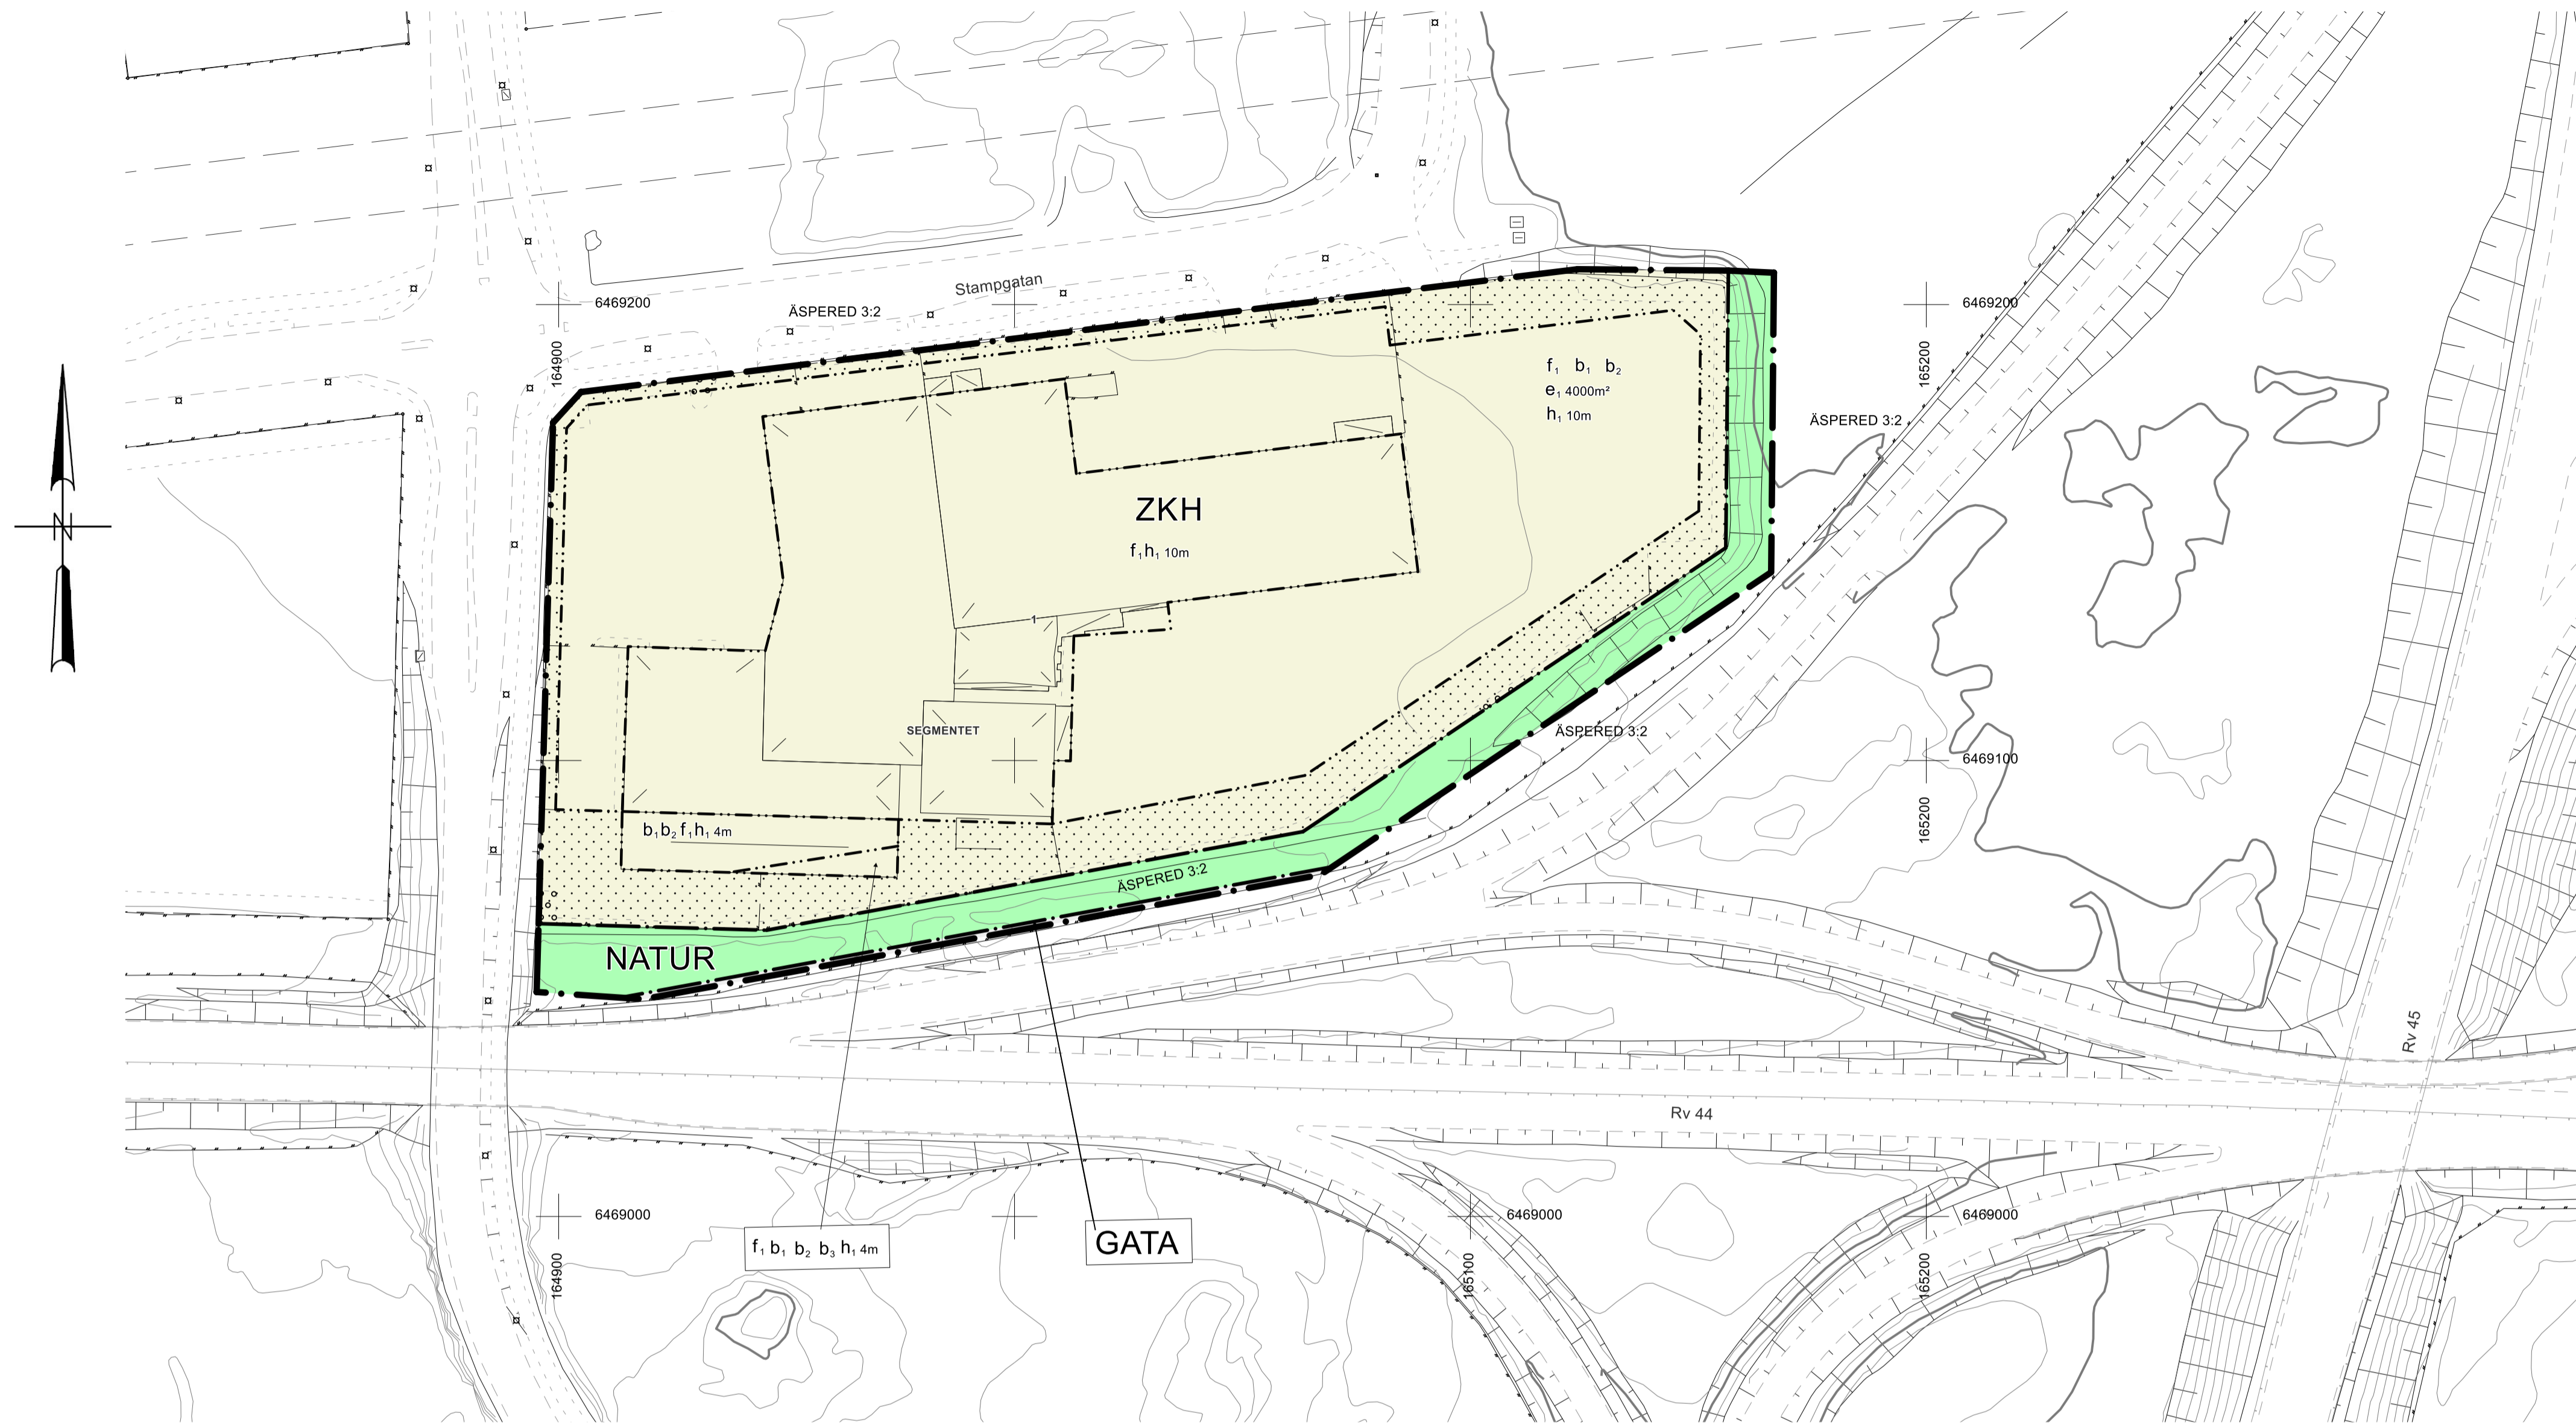 Stampgatan
6469200
ÄSPERED 3:2
6469200
164900
165200
f₁ b₁ b₂
e₁ 4000m²
h₁ 10m
ÄSPERED 3:2
N
ZKH
f₁h₁ 10m
1
SEGMENTET
ÄSPERED 3:2
6469100
165200
b₁b₂f₁h₁ 4m
ÄSPERED 3:2
NATUR
Rv 45
Rv 44
6469000
6469000
6469000
f₁ b₁ b₂ b₃ h₁ 4m
GATA
164900
165100
165200